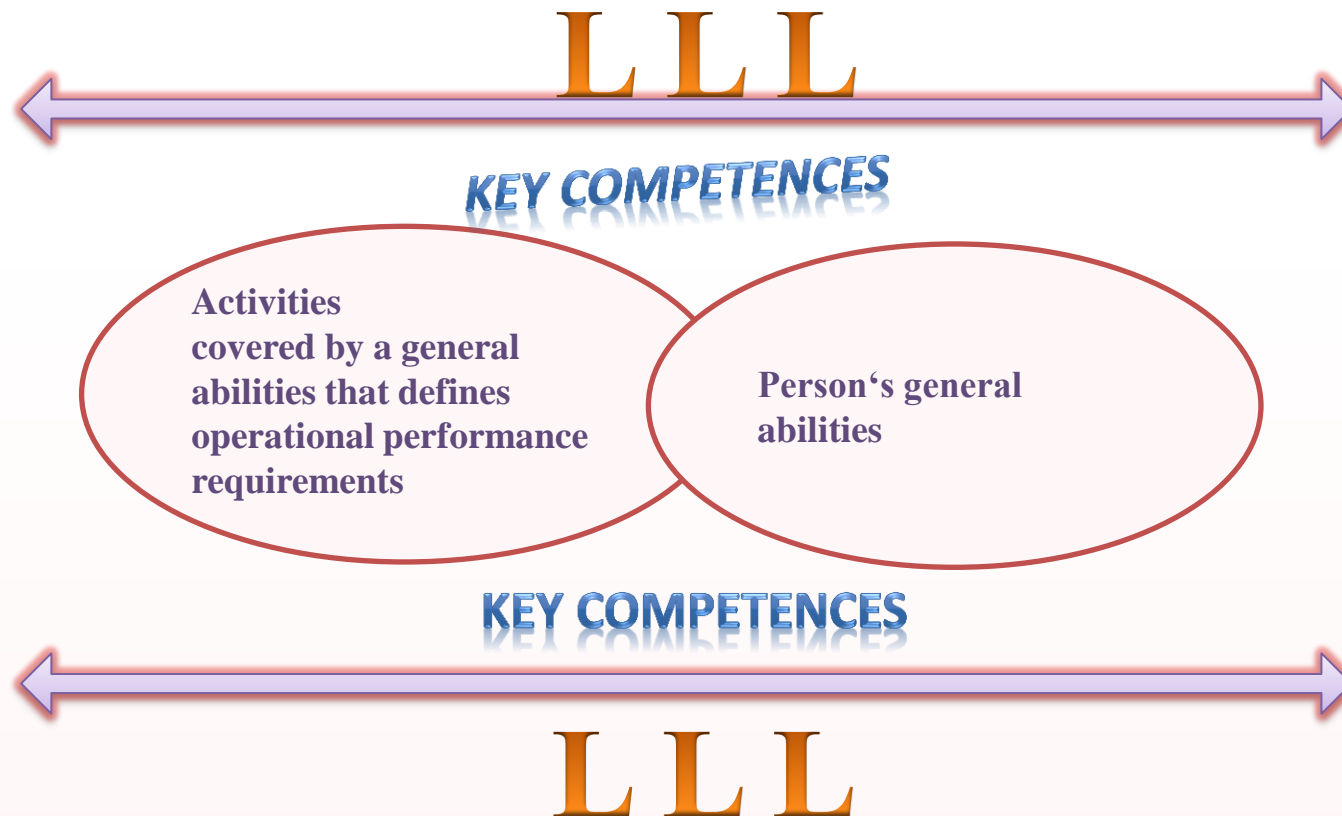 L L L
KEY COMPETENCES
Activities
covered by a general
abilities that defines
operational performance
requirements
Person‘s general
abilities
KEY COMPETENCES
L L L